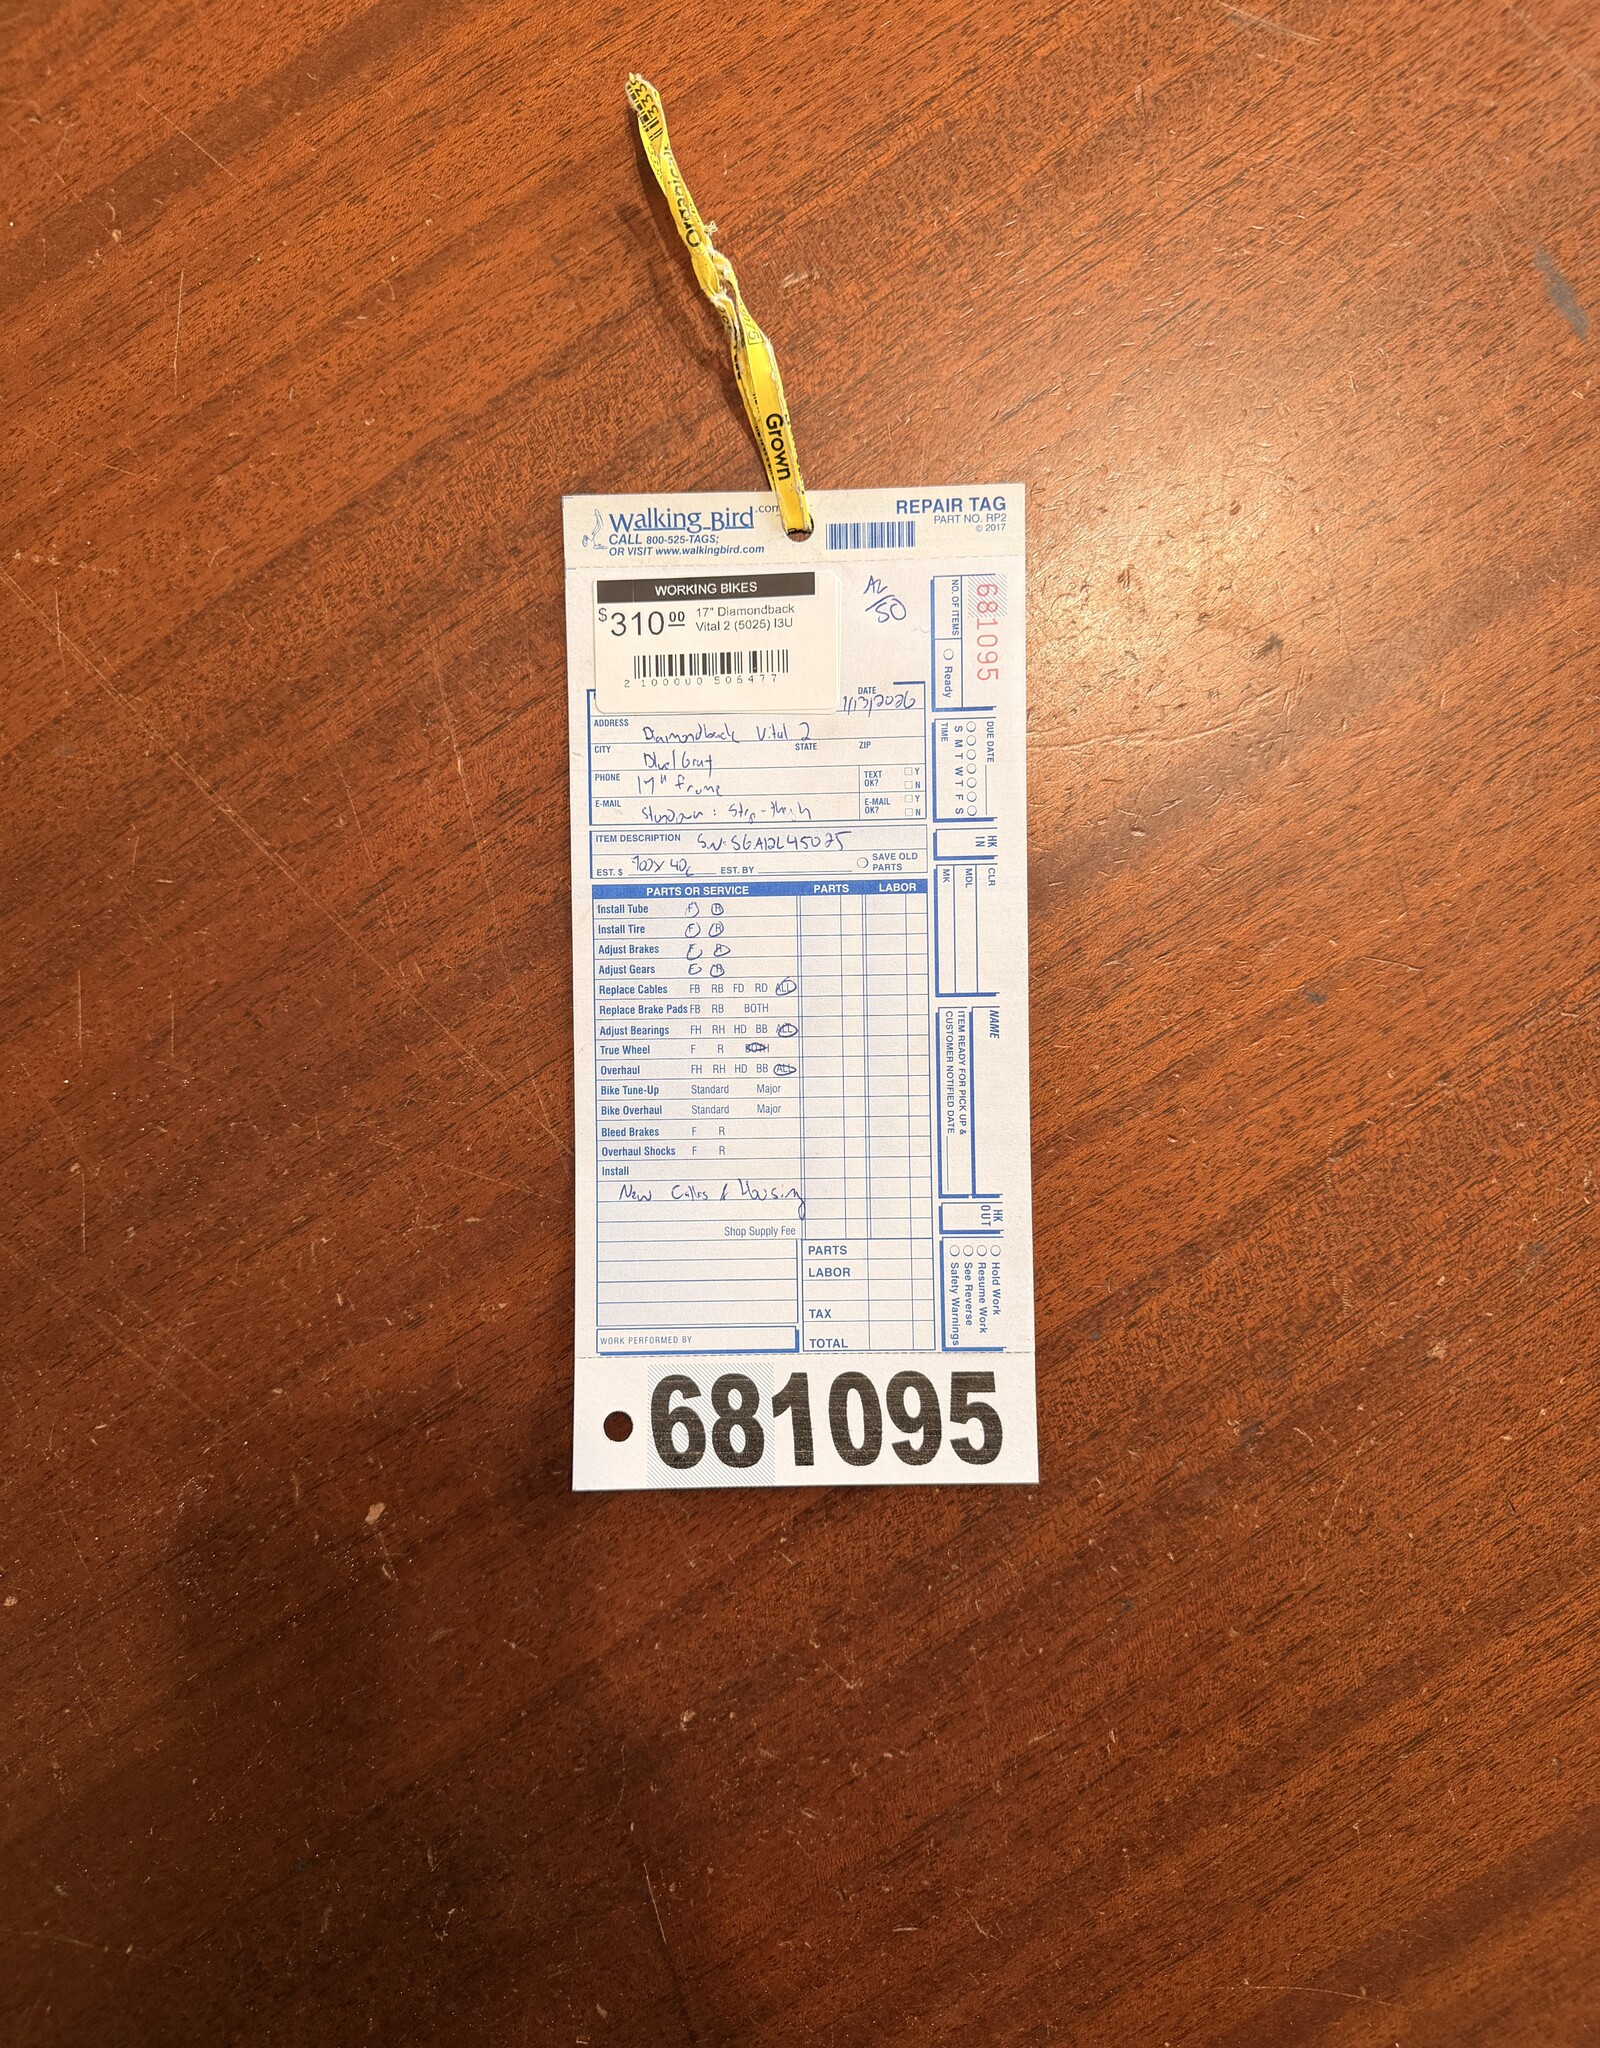 Grown
Walking Bird.com
CALL 800-525-TAGS;
OR VISIT www.walkingbird.com
REPAIR TAG
PART NO. RP2
© 2017
WORKING BIKES
$310.00
17" Diamondback
Vital 2 (5025) I3U
2 100000 506477
/50
681095
NO. OF ITEMS
Ready
DATE 1/13/2026
ADDRESS Diamondback Vital 2
CITY STATE ZIP
PHONE 17" frame
TEXT OK? Y N
E-MAIL Step-through
E-MAIL OK? Y N
ITEM DESCRIPTION
EST. $ 700x40c EST. BY SAVE OLD PARTS
DUE DATE
S M T W T F S
TIME
HK IN
CLR
MDL
MK
PARTS OR SERVICE PARTS LABOR
Install Tube F R
Install Tire F R
Adjust Brakes F R
Adjust Gears F R
Replace Cables FB RB FD RD ALL
Replace Brake Pads FB RB BOTH
Adjust Bearings FH RH HD BB ALL
True Wheel F R BOTH
Overhaul FH RH HD BB ALL
Bike Tune-Up Standard Major
Bike Overhaul Standard Major
Bleed Brakes F R
Overhaul Shocks F R
Install
New Cables & Housing
Shop Supply Fee
NAME
ITEM READY FOR PICK UP &
CUSTOMER NOTIFIED DATE
HK OUT
Hold Work
Resume Work
See Reverse
Safety Warnings
PARTS
LABOR
TAX
TOTAL
WORK PERFORMED BY
681095